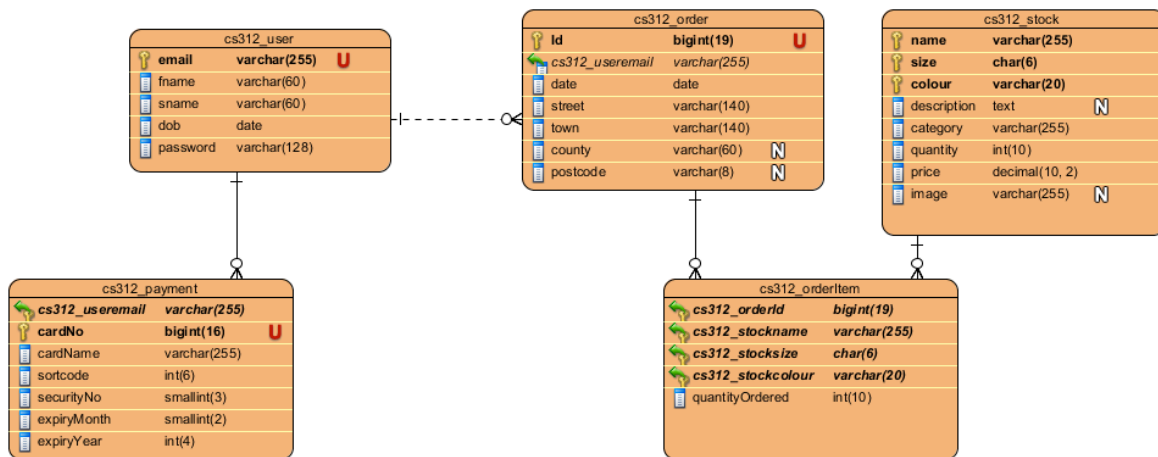 cs312_user
email varchar(255) U
fname varchar(60)
sname varchar(60)
dob date
password varchar(128)
cs312_order
Id bigint(19) U
cs312_useremail varchar(255)
date date
street varchar(140)
town varchar(140)
county varchar(60) N
postcode varchar(8) N
cs312_stock
name varchar(255)
size char(6)
colour varchar(20)
description text N
category varchar(255)
quantity int(10)
price decimal(10, 2)
image varchar(255) N
cs312_payment
cs312_useremail varchar(255)
cardNo bigint(16) U
cardName varchar(255)
sortcode int(6)
securityNo smallint(3)
expiryMonth smallint(2)
expiryYear int(4)
cs312_orderItem
cs312_orderId bigint(19)
cs312_stockname varchar(255)
cs312_stocksize char(6)
cs312_stockcolour varchar(20)
quantityOrdered int(10)